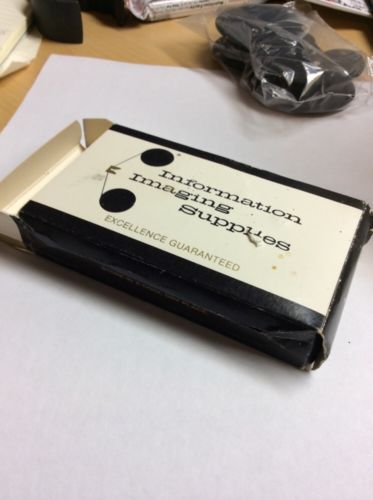 Information
Imaging
Supplies
EXCELLENCE GUARANTEED